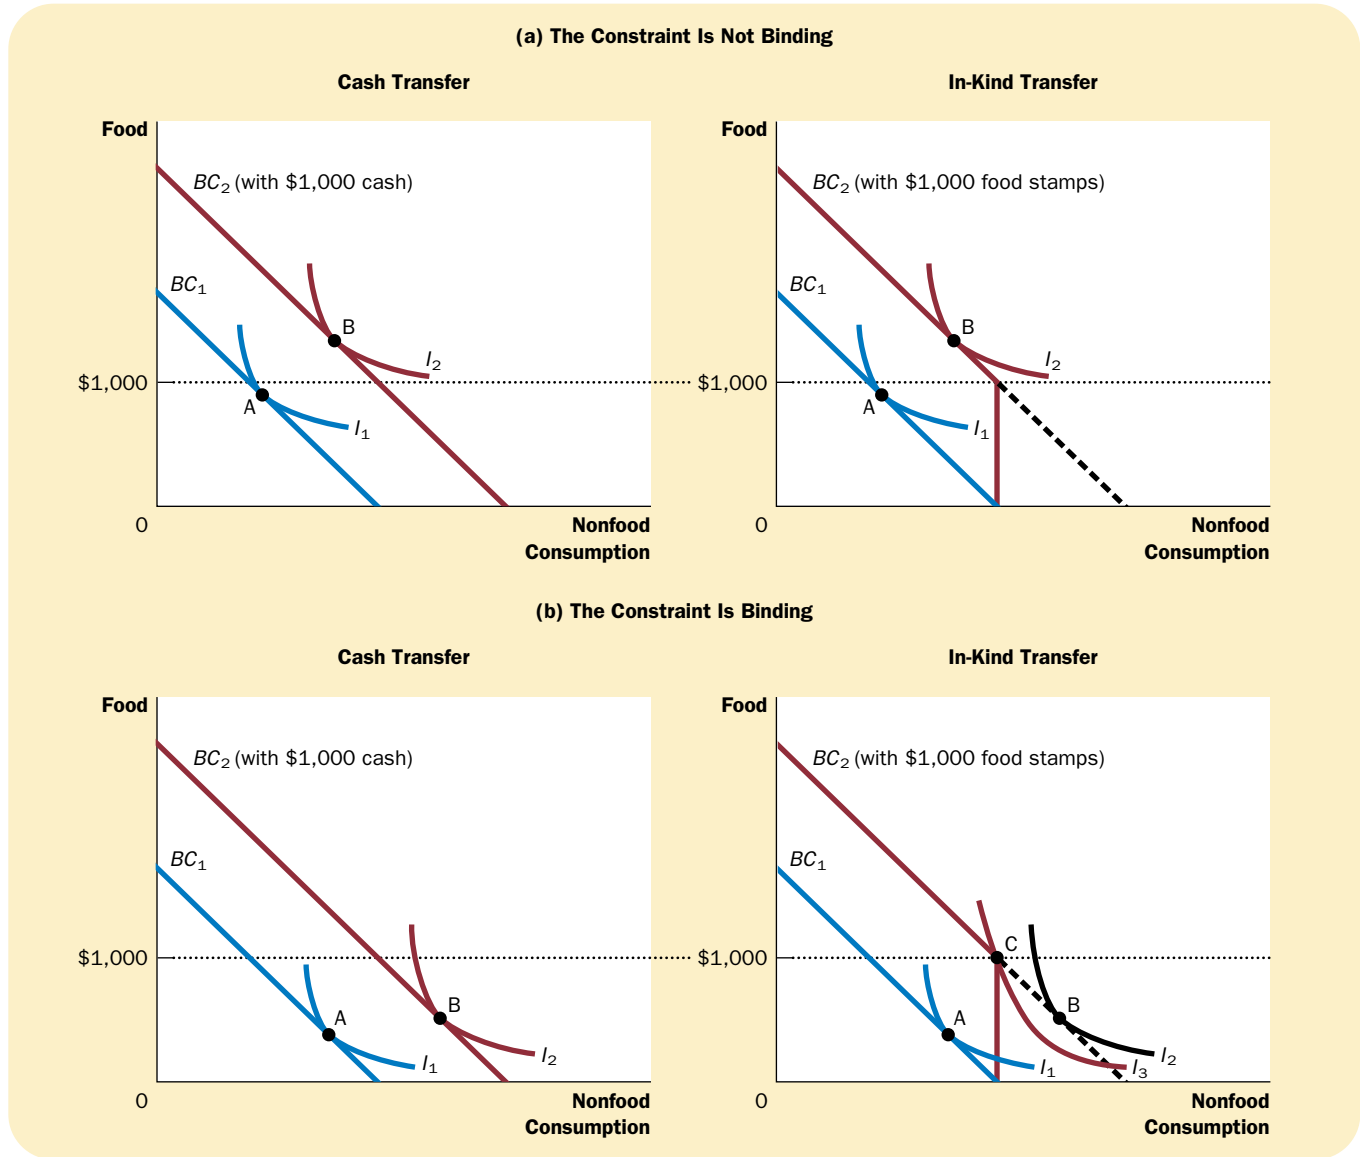 (a) The Constraint Is Not Binding
Cash Transfer
Food
BC2 (with $1,000 cash)
BC1
B
I2
$1,000
A
I1
0
Nonfood
Consumption
In-Kind Transfer
Food
BC2 (with $1,000 food stamps)
BC1
B
I2
$1,000
A
I1
0
Nonfood
Consumption
(b) The Constraint Is Binding
Cash Transfer
Food
BC2 (with $1,000 cash)
BC1
$1,000
B
A
I2
I1
0
Nonfood
Consumption
In-Kind Transfer
Food
BC2 (with $1,000 food stamps)
BC1
C
$1,000
B
A
I2
I1
I3
0
Nonfood
Consumption